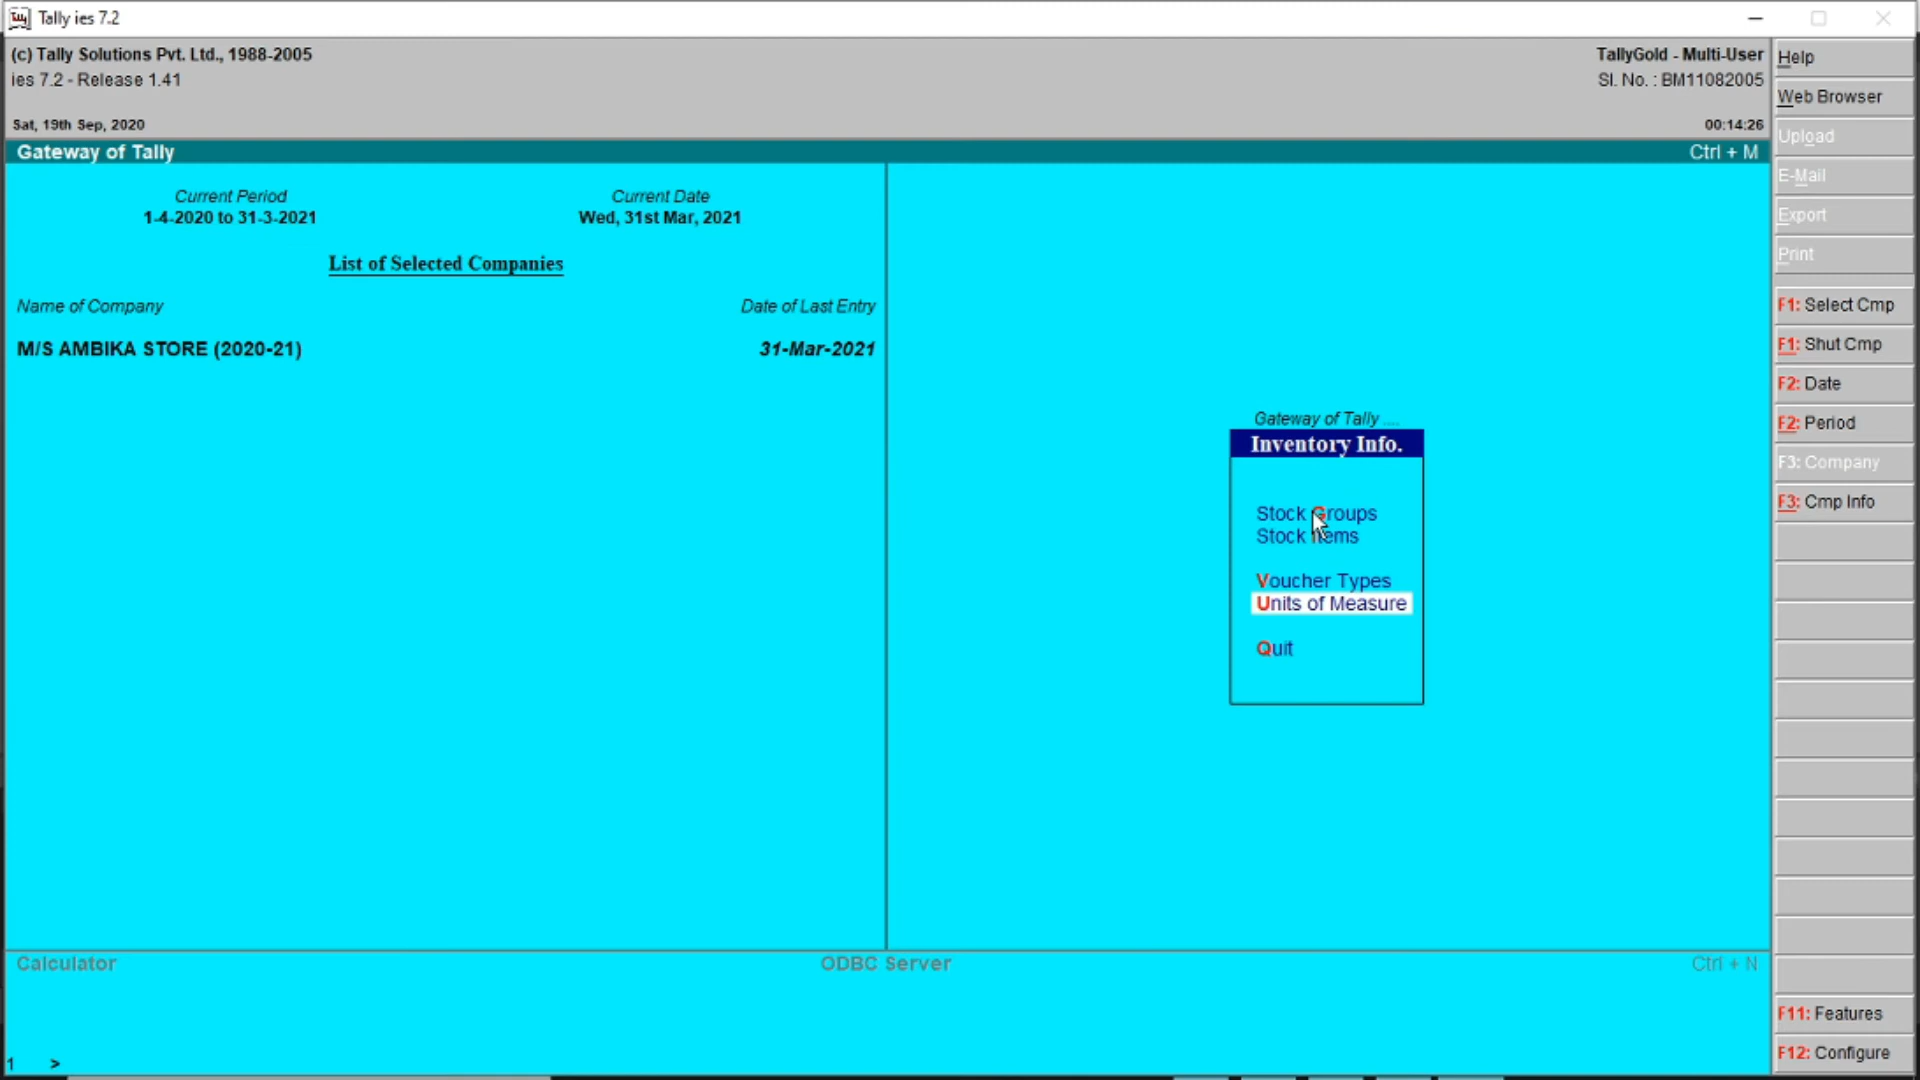 Tally ies 7.2
(c) Tally Solutions Pvt. Ltd., 1988-2005
TallyGold - Multi-User
ies 7.2 - Release 1.41
Sl. No. : BM11082005
Sat, 19th Sep, 2020
00:14:26
Gateway of Tally
Ctrl + M
Current Period
1-4-2020 to 31-3-2021
Current Date
Wed, 31st Mar, 2021
List of Selected Companies
Name of Company
Date of Last Entry
M/S AMBIKA STORE (2020-21)
31-Mar-2021
Gateway of Tally ....
Inventory Info.
Stock Groups
Stock Items
Voucher Types
Units of Measure
Quit
Calculator
ODBC Server
Ctrl + N
1 >
Help
Web Browser
Upload
E-Mail
Export
Print
F1: Select Cmp
F1: Shut Cmp
F2: Date
F2: Period
F3: Company
F3: Cmp Info
F11: Features
F12: Configure